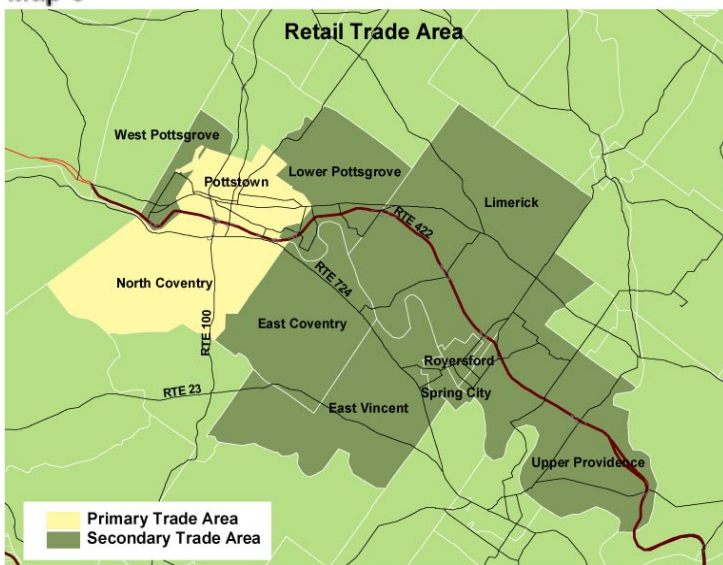 Retail Trade Area
West Pottsgrove
Pottstown
Lower Pottsgrove
Limerick
RTE 422
North Coventry
RTE 724
RTE 100
East Coventry
Royersford
RTE 23
Spring City
East Vincent
Upper Providence
Primary Trade Area
Secondary Trade Area